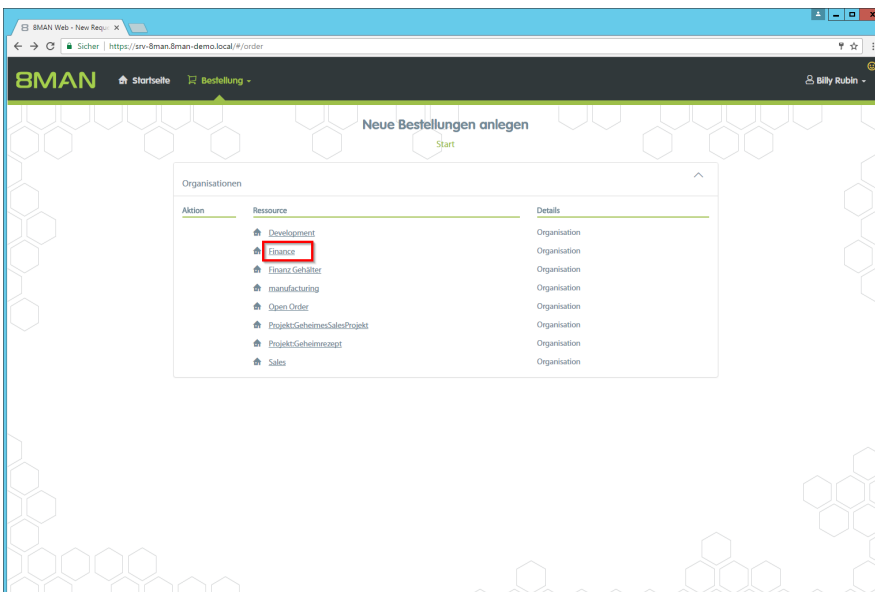 8MAN Web - New Requ
Sicher https://srv-8man.8man-demo.local/#/order
8MAN Startseite Bestellung Billy Rubin
Neue Bestellungen anlegen
Start
Organisationen
Aktion Ressource Details
Development Organisation
Finance Organisation
Finanz Gehälter Organisation
manufacturing Organisation
Open Order Organisation
Projekt:GeheimesSalesProjekt Organisation
Projekt:Geheimrezept Organisation
Sales Organisation